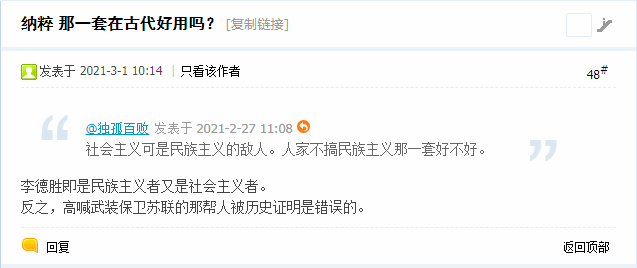 纳粹 那一套在古代好用吗？ [复制链接]
发表于 2021-3-1 10:14 | 只看该作者 48#
@独孤百败 发表于 2021-2-27 11:08
社会主义可是民族主义的敌人。人家不搞民族主义那一套好不好。
李德胜即是民族主义者又是社会主义者。
反之，高喊武装保卫苏联的那帮人被历史证明是错误的。
回复 返回顶部